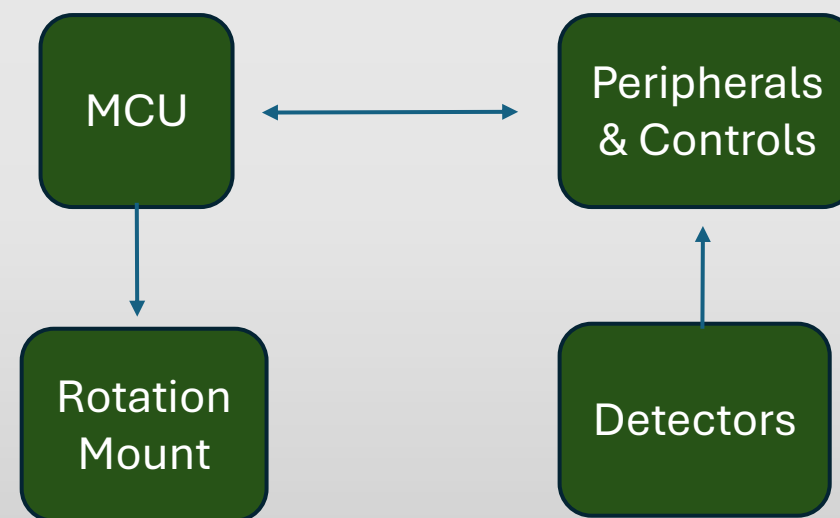 MCU
Peripherals
& Controls
Rotation
Mount
Detectors